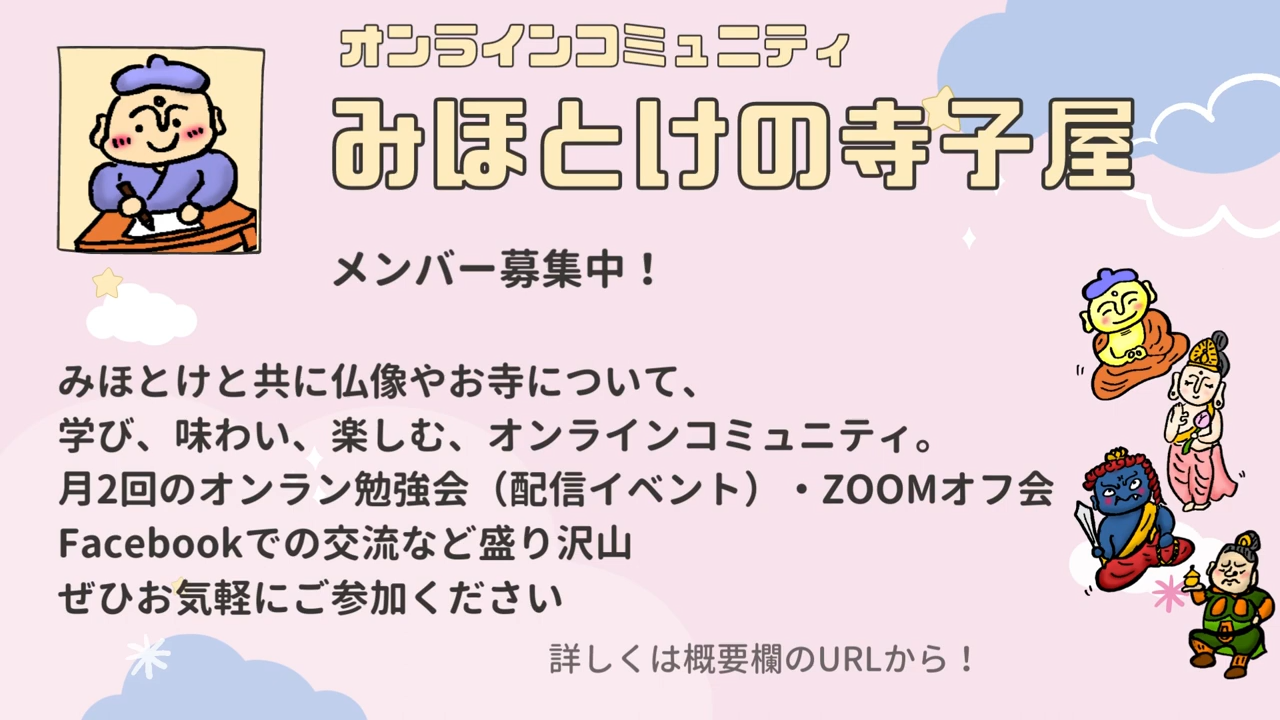 オンラインコミュニティ
みほとけの寺子屋
メンバー募集中！
みほとけと共に仏像やお寺について、
学び、味わい、楽しむ、オンラインコミュニティ。
月2回のオンラン勉強会（配信イベント）・ZOOMオフ会
Facebookでの交流など盛り沢山
ぜひお気軽にご参加ください
詳しくは概要欄のURLから！